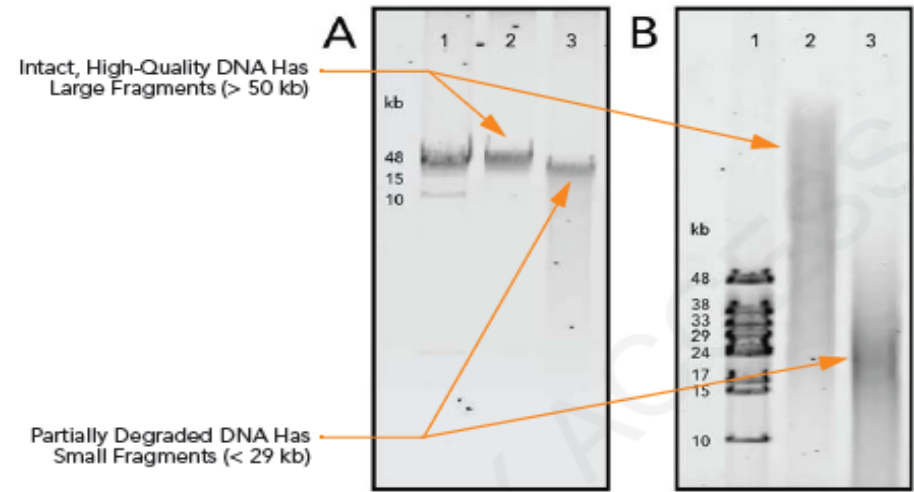 A
1 2 3
B
1 2 3
Intact, High-Quality DNA Has
Large Fragments (> 50 kb)
kb
48
15
10
kb
48
38
33
29
24
17
15
10
Partially Degraded DNA Has
Small Fragments (< 29 kb)
ACCESS